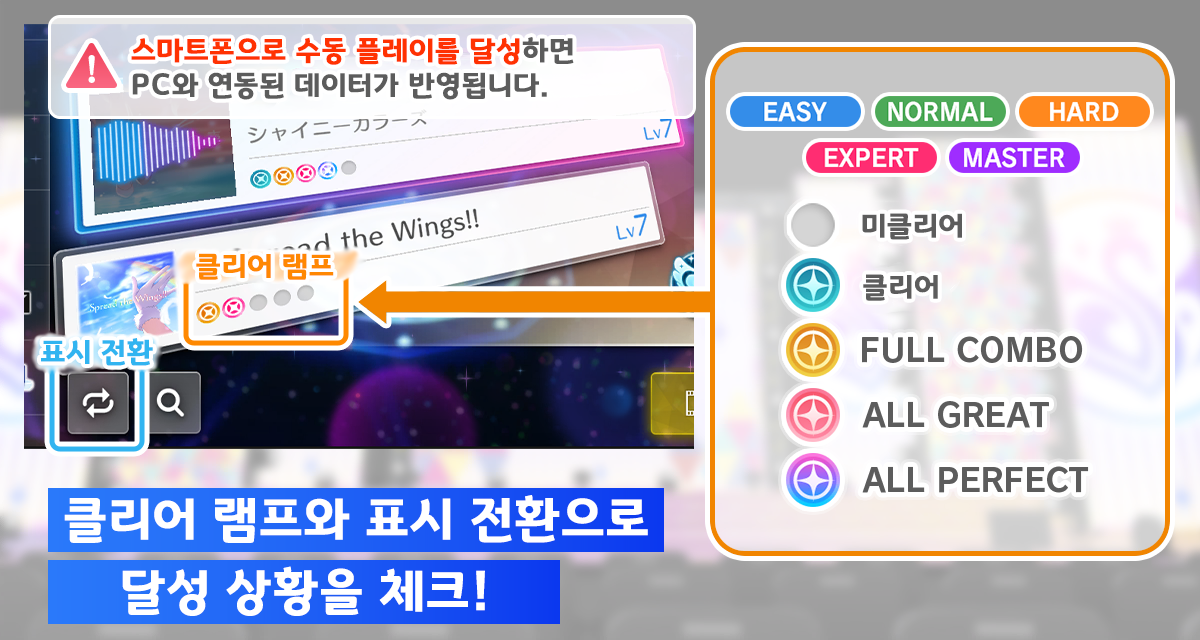 스마트폰으로 수동 플레이를 달성하면
PC와 연동된 데이터가 반영됩니다.
シャイニーカラーズ
Lv7
Spread the Wings!!
Lv7
Spread the Wings!!
클리어 램프
표시 전환
EASY NORMAL HARD
EXPERT MASTER
미클리어
클리어
FULL COMBO
ALL GREAT
ALL PERFECT
클리어 램프와 표시 전환으로
달성 상황을 체크!